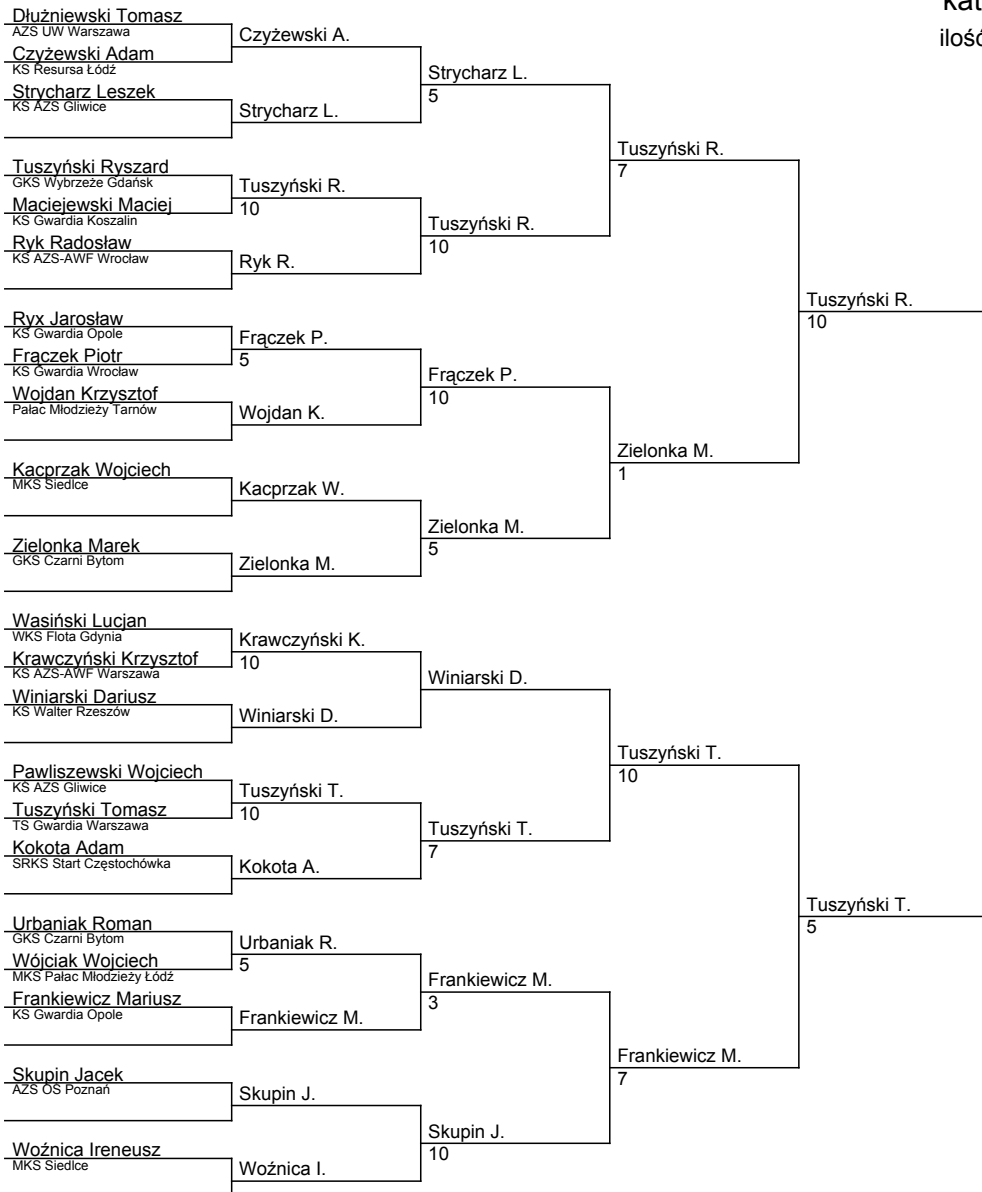 kat
ilość
Dłużniewski Tomasz
AZS UW Warszawa
Czyżewski A.
Czyżewski Adam
KS Resursa Łódź
Strycharz L.
5
Strycharz Leszek
KS AZS Gliwice
Strycharz L.
Tuszyński R.
7
Tuszyński Ryszard
GKS Wybrzeże Gdańsk
Tuszyński R.
10
Maciejewski Maciej
KS Gwardia Koszalin
Tuszyński R.
10
Ryk Radosław
KS AZS-AWF Wrocław
Ryk R.
Tuszyński R.
10
Ryx Jarosław
KS Gwardia Opole
Frączek P.
5
Frączek Piotr
KS Gwardia Wrocław
Frączek P.
10
Wojdan Krzysztof
Pałac Młodzieży Tarnów
Wojdan K.
Zielonka M.
1
Kacprzak Wojciech
MKS Siedlce
Kacprzak W.
Zielonka M.
5
Zielonka Marek
GKS Czarni Bytom
Zielonka M.
Wasiński Lucjan
WKS Flota Gdynia
Krawczyński K.
10
Krawczyński Krzysztof
KS AZS-AWF Warszawa
Winiarski D.
Winiarski Dariusz
KS Walter Rzeszów
Winiarski D.
Tuszyński T.
10
Pawliszewski Wojciech
KS AZS Gliwice
Tuszyński T.
10
Tuszyński Tomasz
TS Gwardia Warszawa
Tuszyński T.
7
Kokota Adam
SRKS Start Częstochówka
Kokota A.
Tuszyński T.
5
Urbaniak Roman
GKS Czarni Bytom
Urbaniak R.
5
Wójciak Wojciech
MKS Pałac Młodzieży Łódź
Frankiewicz M.
3
Frankiewicz Mariusz
KS Gwardia Opole
Frankiewicz M.
Frankiewicz M.
7
Skupin Jacek
AZS OŚ Poznań
Skupin J.
Skupin J.
10
Woźnica Ireneusz
MKS Siedlce
Woźnica I.